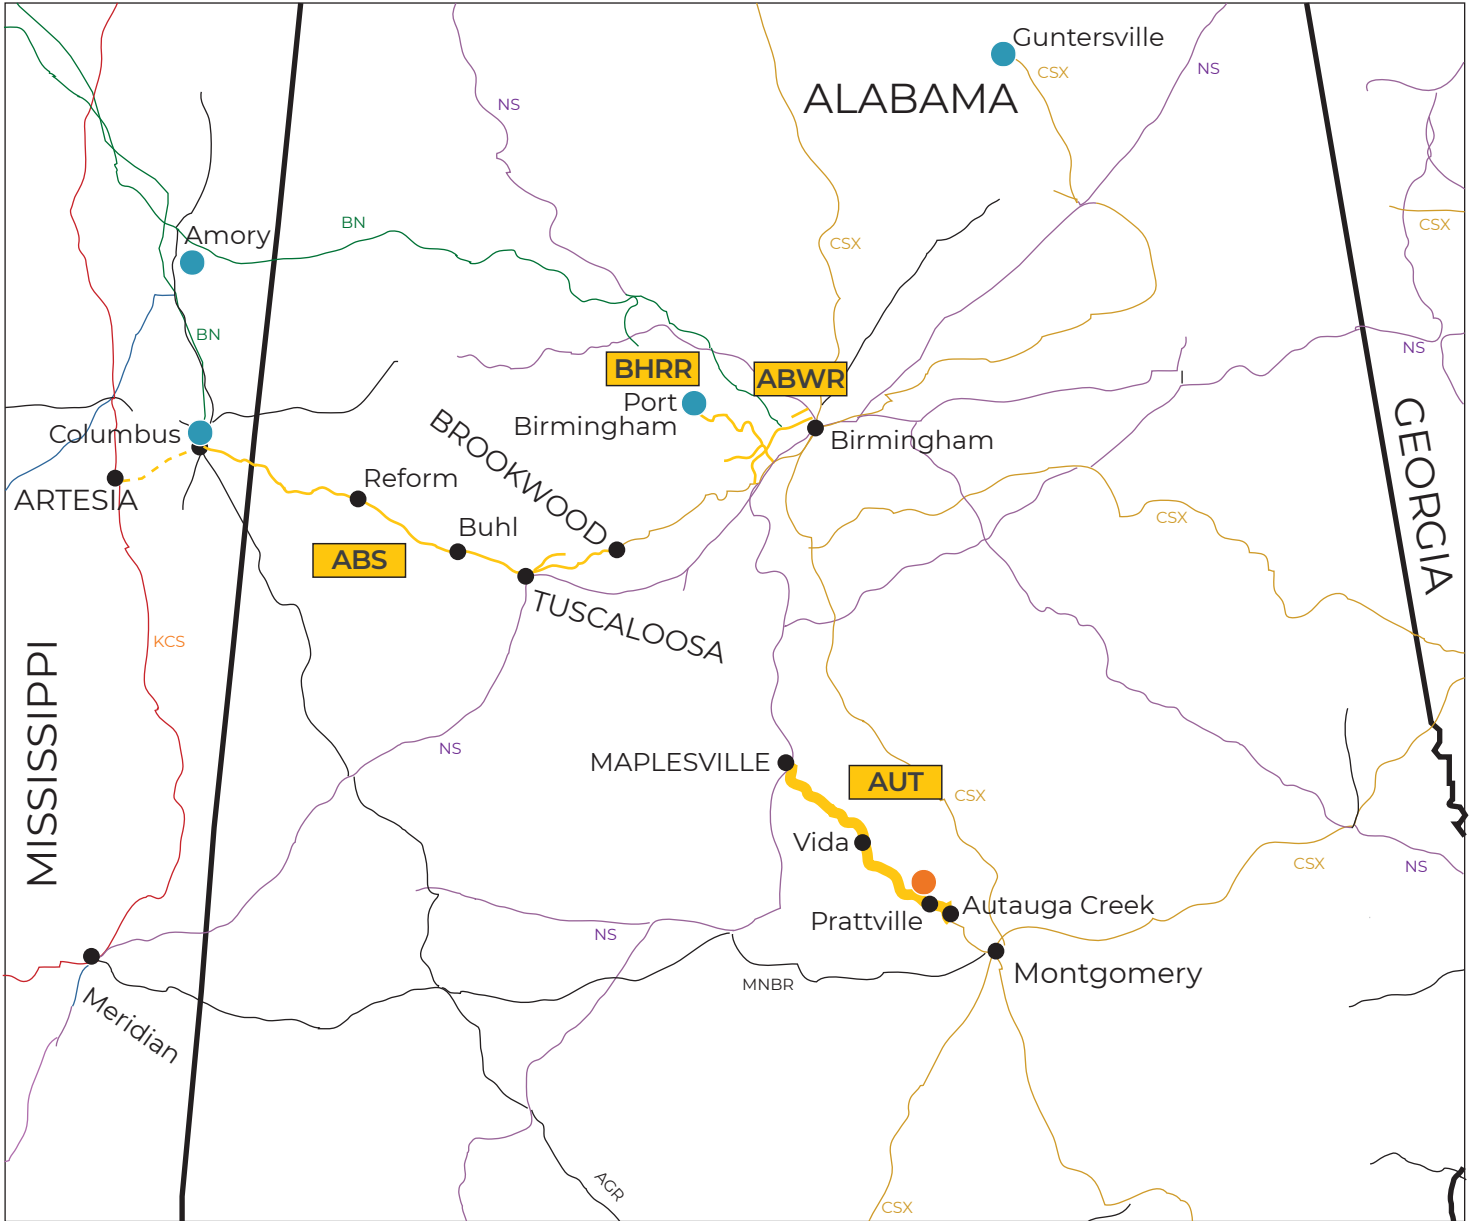 Guntersville
CSX
NS
ALABAMA
NS
BN
Amory
CSX
CSX
BN
NS
BHRR
ABWR
Port
Birmingham
Columbus
BROOKWOOD
Birmingham
GEORGIA
Reform
ARTESIA
Buhl
CSX
ABS
TUSCALOOSA
KCS
MISSISSIPPI
NS
MAPLESVILLE
AUT
CSX
Vida
CSX
NS
Autauga Creek
Prattville
NS
Montgomery
MNBR
Meridian
AGR
CSX